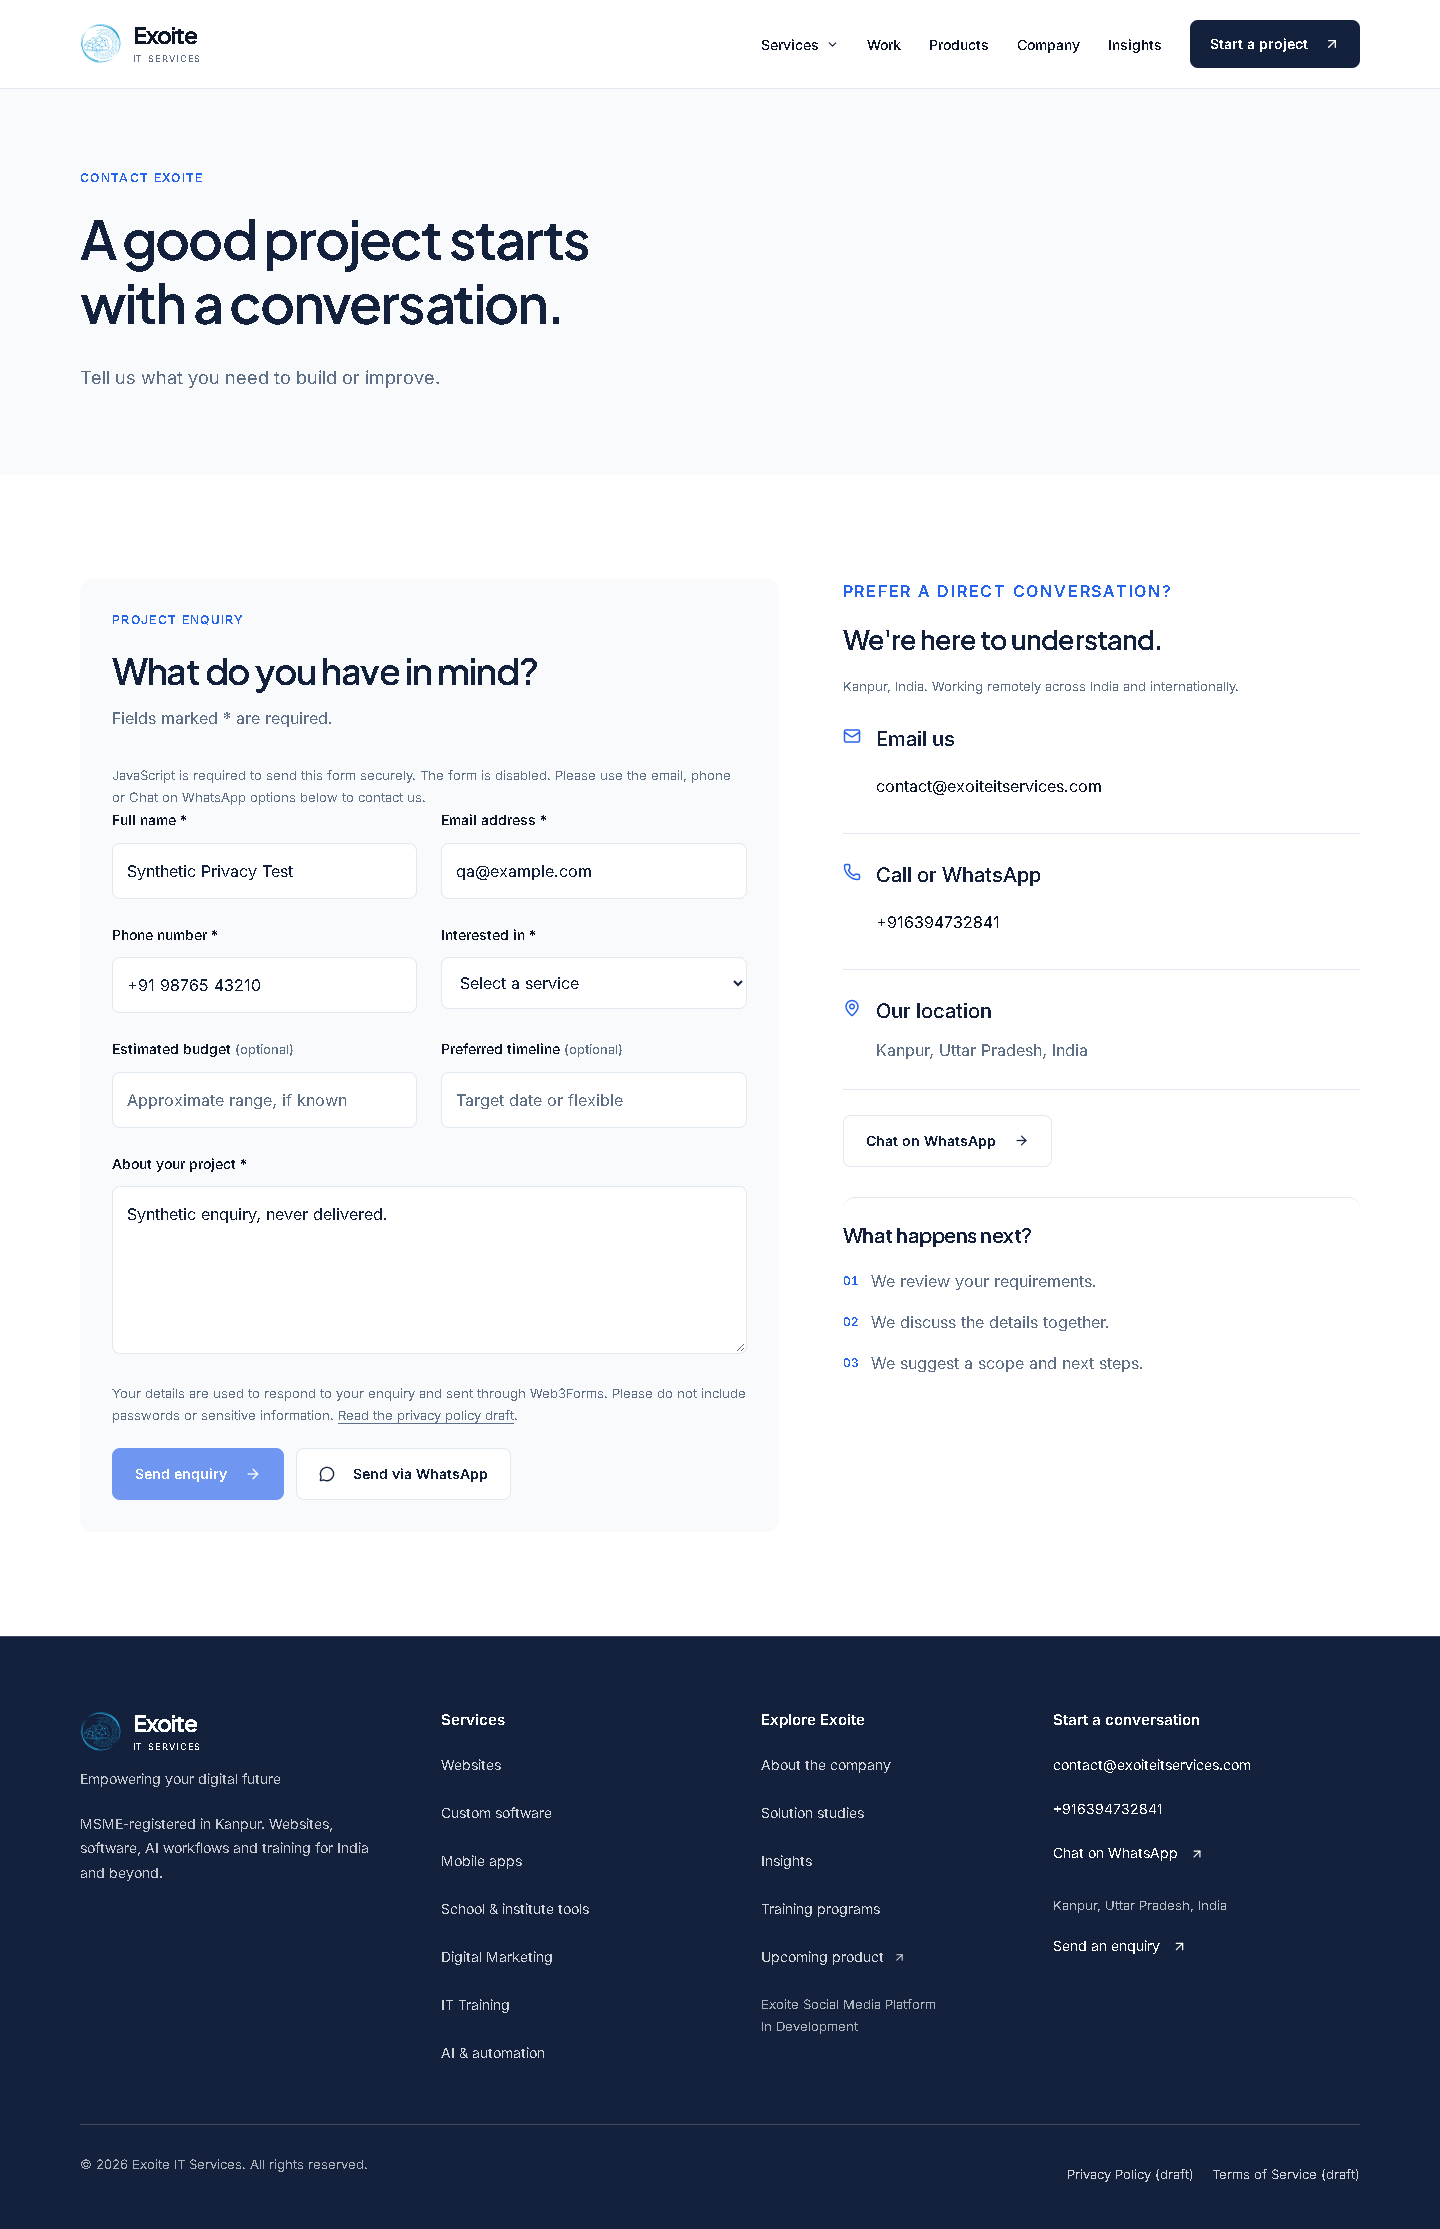 Exoite
IT SERVICES
Services
Work
Products
Company
Insights
Start a project
CONTACT EXOITE
A good project starts
with a conversation.
Tell us what you need to build or improve.
PROJECT ENQUIRY
What do you have in mind?
Fields marked * are required.
JavaScript is required to send this form securely. The form is disabled. Please use the email, phone
or Chat on WhatsApp options below to contact us.
Full name *
Email address *
Synthetic Privacy Test
qa@example.com
Phone number *
Interested in *
+91 98765 43210
Select a service
Estimated budget (optional)
Preferred timeline (optional)
Approximate range, if known
Target date or flexible
About your project *
Synthetic enquiry, never delivered.
Your details are used to respond to your enquiry and sent through Web3Forms. Please do not include
passwords or sensitive information. Read the privacy policy draft.
Send enquiry
Send via WhatsApp
PREFER A DIRECT CONVERSATION?
We're here to understand.
Kanpur, India. Working remotely across India and internationally.
Email us
contact@exoiteitservices.com
Call or WhatsApp
+916394732841
Our location
Kanpur, Uttar Pradesh, India
Chat on WhatsApp
What happens next?
01 We review your requirements.
02 We discuss the details together.
03 We suggest a scope and next steps.
Exoite
IT SERVICES
Empowering your digital future
MSME-registered in Kanpur. Websites,
software, AI workflows and training for India
and beyond.
Services
Websites
Custom software
Mobile apps
School & institute tools
Digital Marketing
IT Training
AI & automation
Explore Exoite
About the company
Solution studies
Insights
Training programs
Upcoming product
Exoite Social Media Platform
In Development
Start a conversation
contact@exoiteitservices.com
+916394732841
Chat on WhatsApp
Kanpur, Uttar Pradesh, India
Send an enquiry
© 2026 Exoite IT Services. All rights reserved.
Privacy Policy (draft)
Terms of Service (draft)